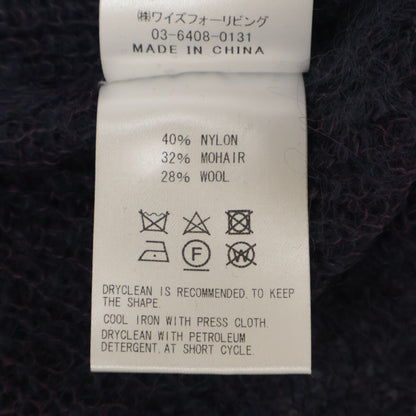 ㈱ワイズフォーリビング
03-6408-0131
MADE IN CHINA
40% NYLON
32% MOHAIR
28% WOOL
F W
DRYCLEAN IS RECOMMENDED. TO KEEP
THE SHAPE.
COOL IRON WITH PRESS CLOTH.
DRYCLEAN WITH PETROLEUM
DETERGENT. AT SHORT CYCLE.